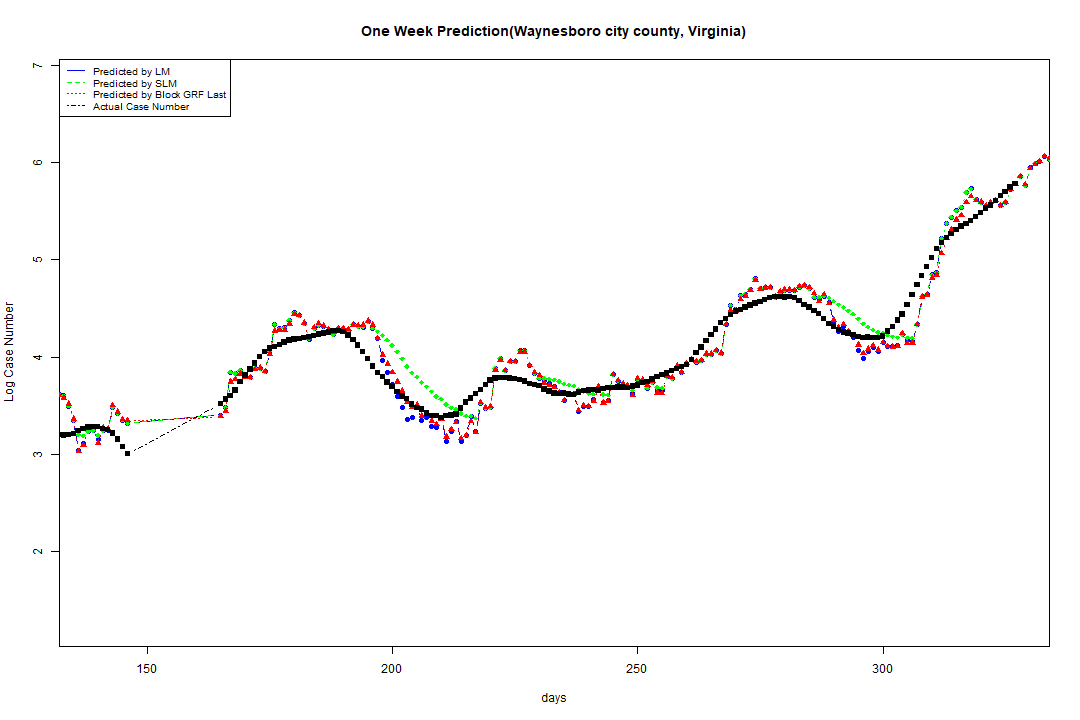 One Week Prediction(Waynesboro city county, Virginia)
Predicted by LM
Predicted by SLM
Predicted by Block GRF Last
Actual Case Number
7
6
5
4
3
2
Log Case Number
150 200 250 300
days